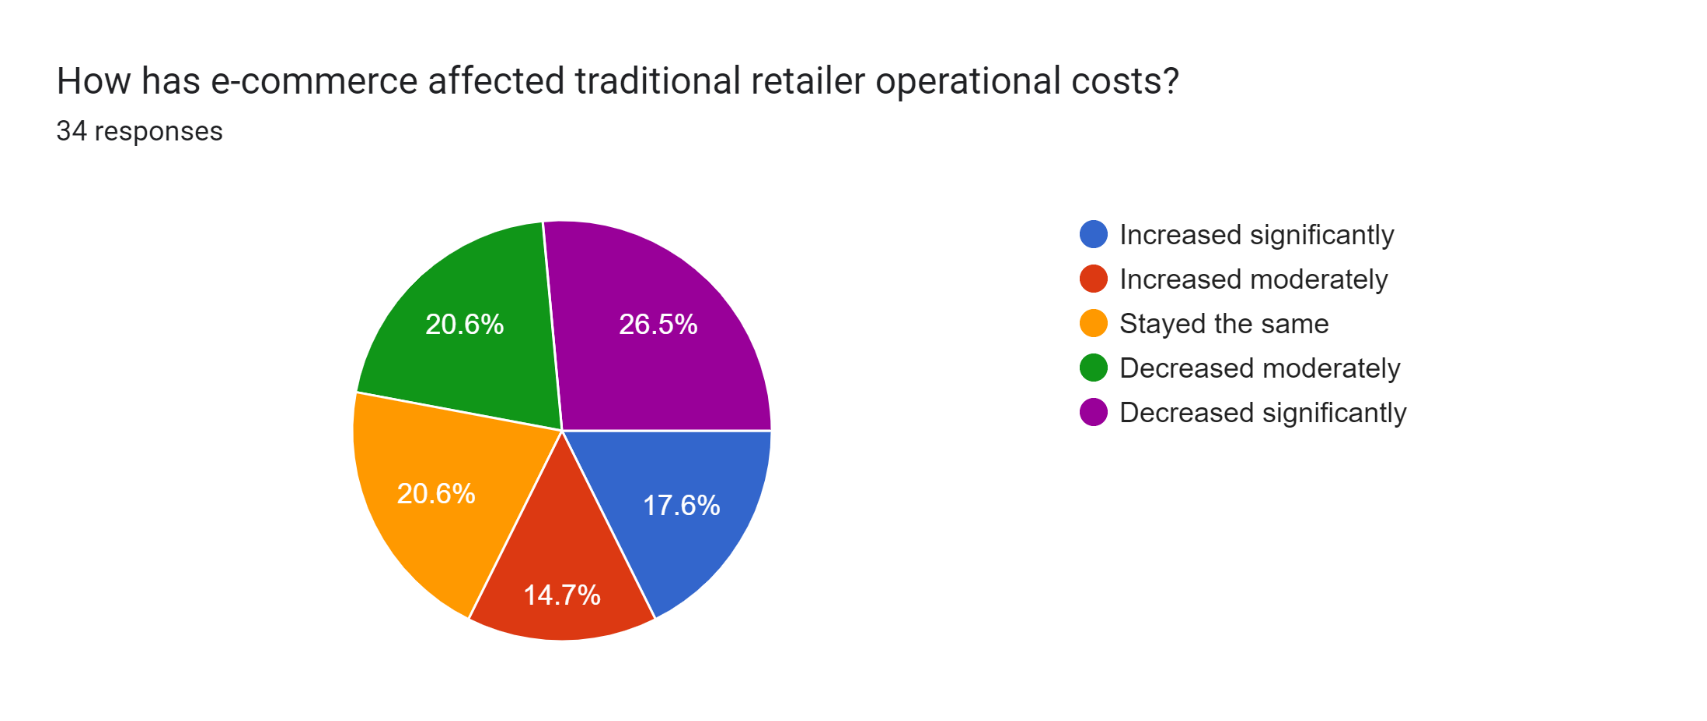 How has e-commerce affected traditional retailer operational costs?
34 responses
20.6%
26.5%
20.6%
17.6%
14.7%
Increased significantly
Increased moderately
Stayed the same
Decreased moderately
Decreased significantly